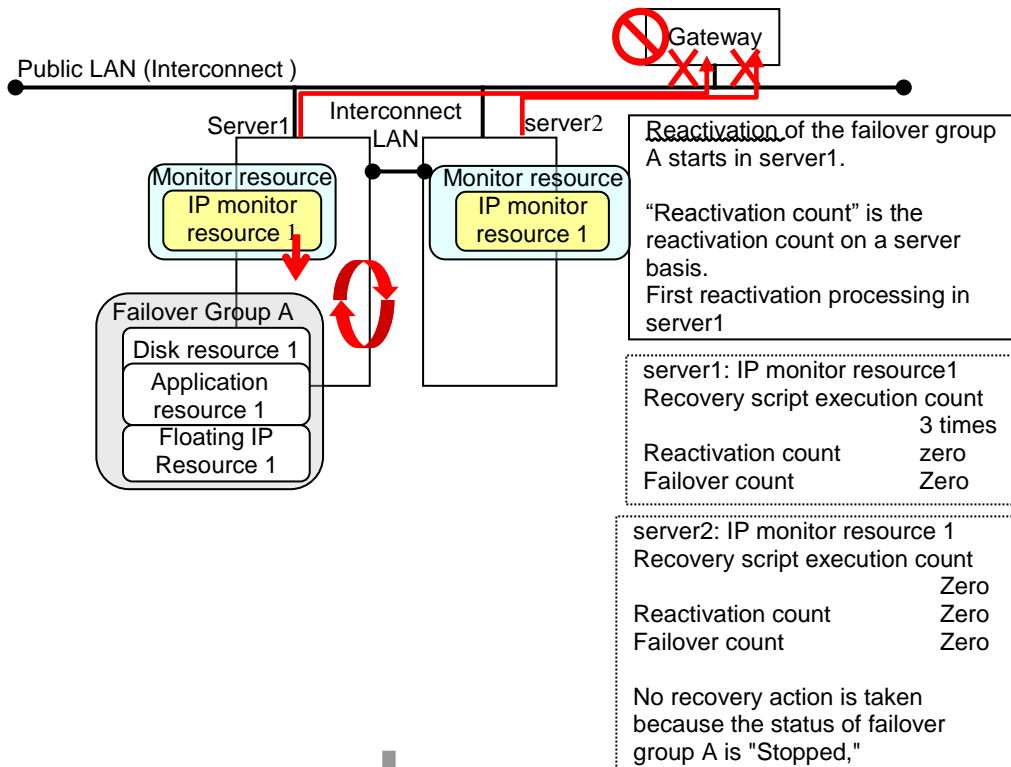 Gateway
Public LAN (Interconnect )
Interconnect
LAN
Server1
server2
Monitor resource
IP monitor
resource 1
Monitor resource
IP monitor
resource 1
Failover Group A
Disk resource 1
Application
resource 1
Floating IP
Resource 1
Reactivation of the failover group
A starts in server1.
“Reactivation count” is the
reactivation count on a server
basis.
First reactivation processing in
server1
server1: IP monitor resource1
Recovery script execution count
3 times
Reactivation count zero
Failover count Zero
server2: IP monitor resource 1
Recovery script execution count
Zero
Reactivation count Zero
Failover count Zero
No recovery action is taken
because the status of failover
group A is "Stopped,"